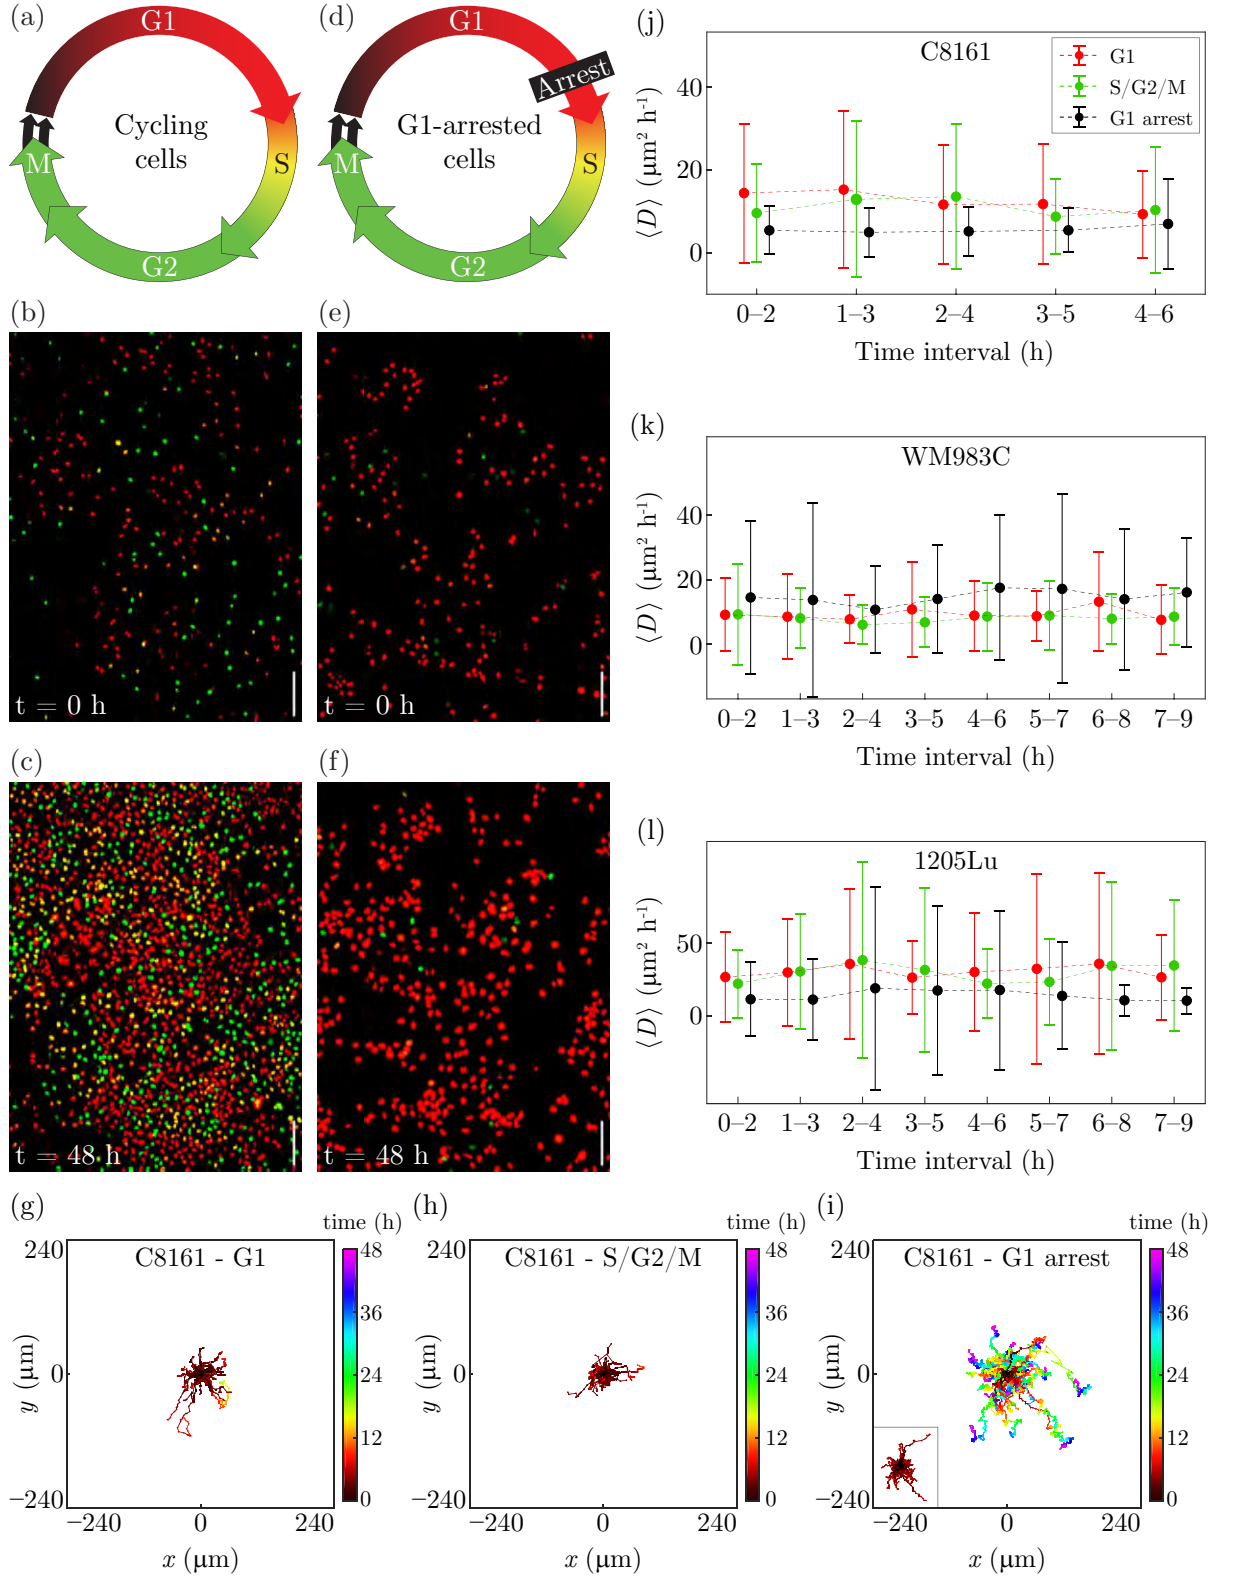 (a)
G1
Cycling
cells
S
M
G2
(d)
G1
Arrest
G1-arrested
cells
S
M
G2
(b)
t = 0 h
(e)
t = 0 h
(c)
t = 48 h
(f)
t = 48 h
(j)
C8161
G1
S/G2/M
G1 arrest
⟨D⟩ (μm² h⁻¹)
40
20
0
0–2 1–3 2–4 3–5 4–6
Time interval (h)
(k)
WM983C
⟨D⟩ (μm² h⁻¹)
40
20
0
0–2 1–3 2–4 3–5 4–6 5–7 6–8 7–9
Time interval (h)
(l)
1205Lu
⟨D⟩ (μm² h⁻¹)
50
0
0–2 1–3 2–4 3–5 4–6 5–7 6–8 7–9
Time interval (h)
(g)
time (h)
C8161 - G1
240
0
−240
y (μm)
−240 0 240
x (μm)
48
36
24
12
0
(h)
time (h)
C8161 - S/G2/M
240
0
−240
y (μm)
−240 0 240
x (μm)
48
36
24
12
0
(i)
time (h)
C8161 - G1 arrest
240
0
−240
y (μm)
−240 0 240
x (μm)
48
36
24
12
0